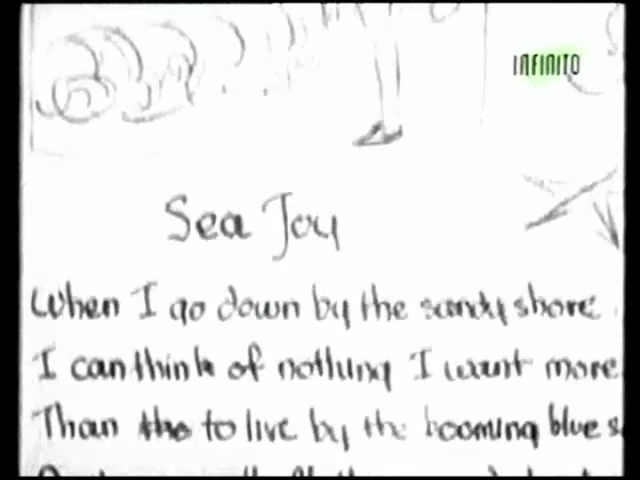 INFINITO
Sea Joy
When I go down by the sandy shore
I can think of nothing I want more
Than the to live by the booming blue s